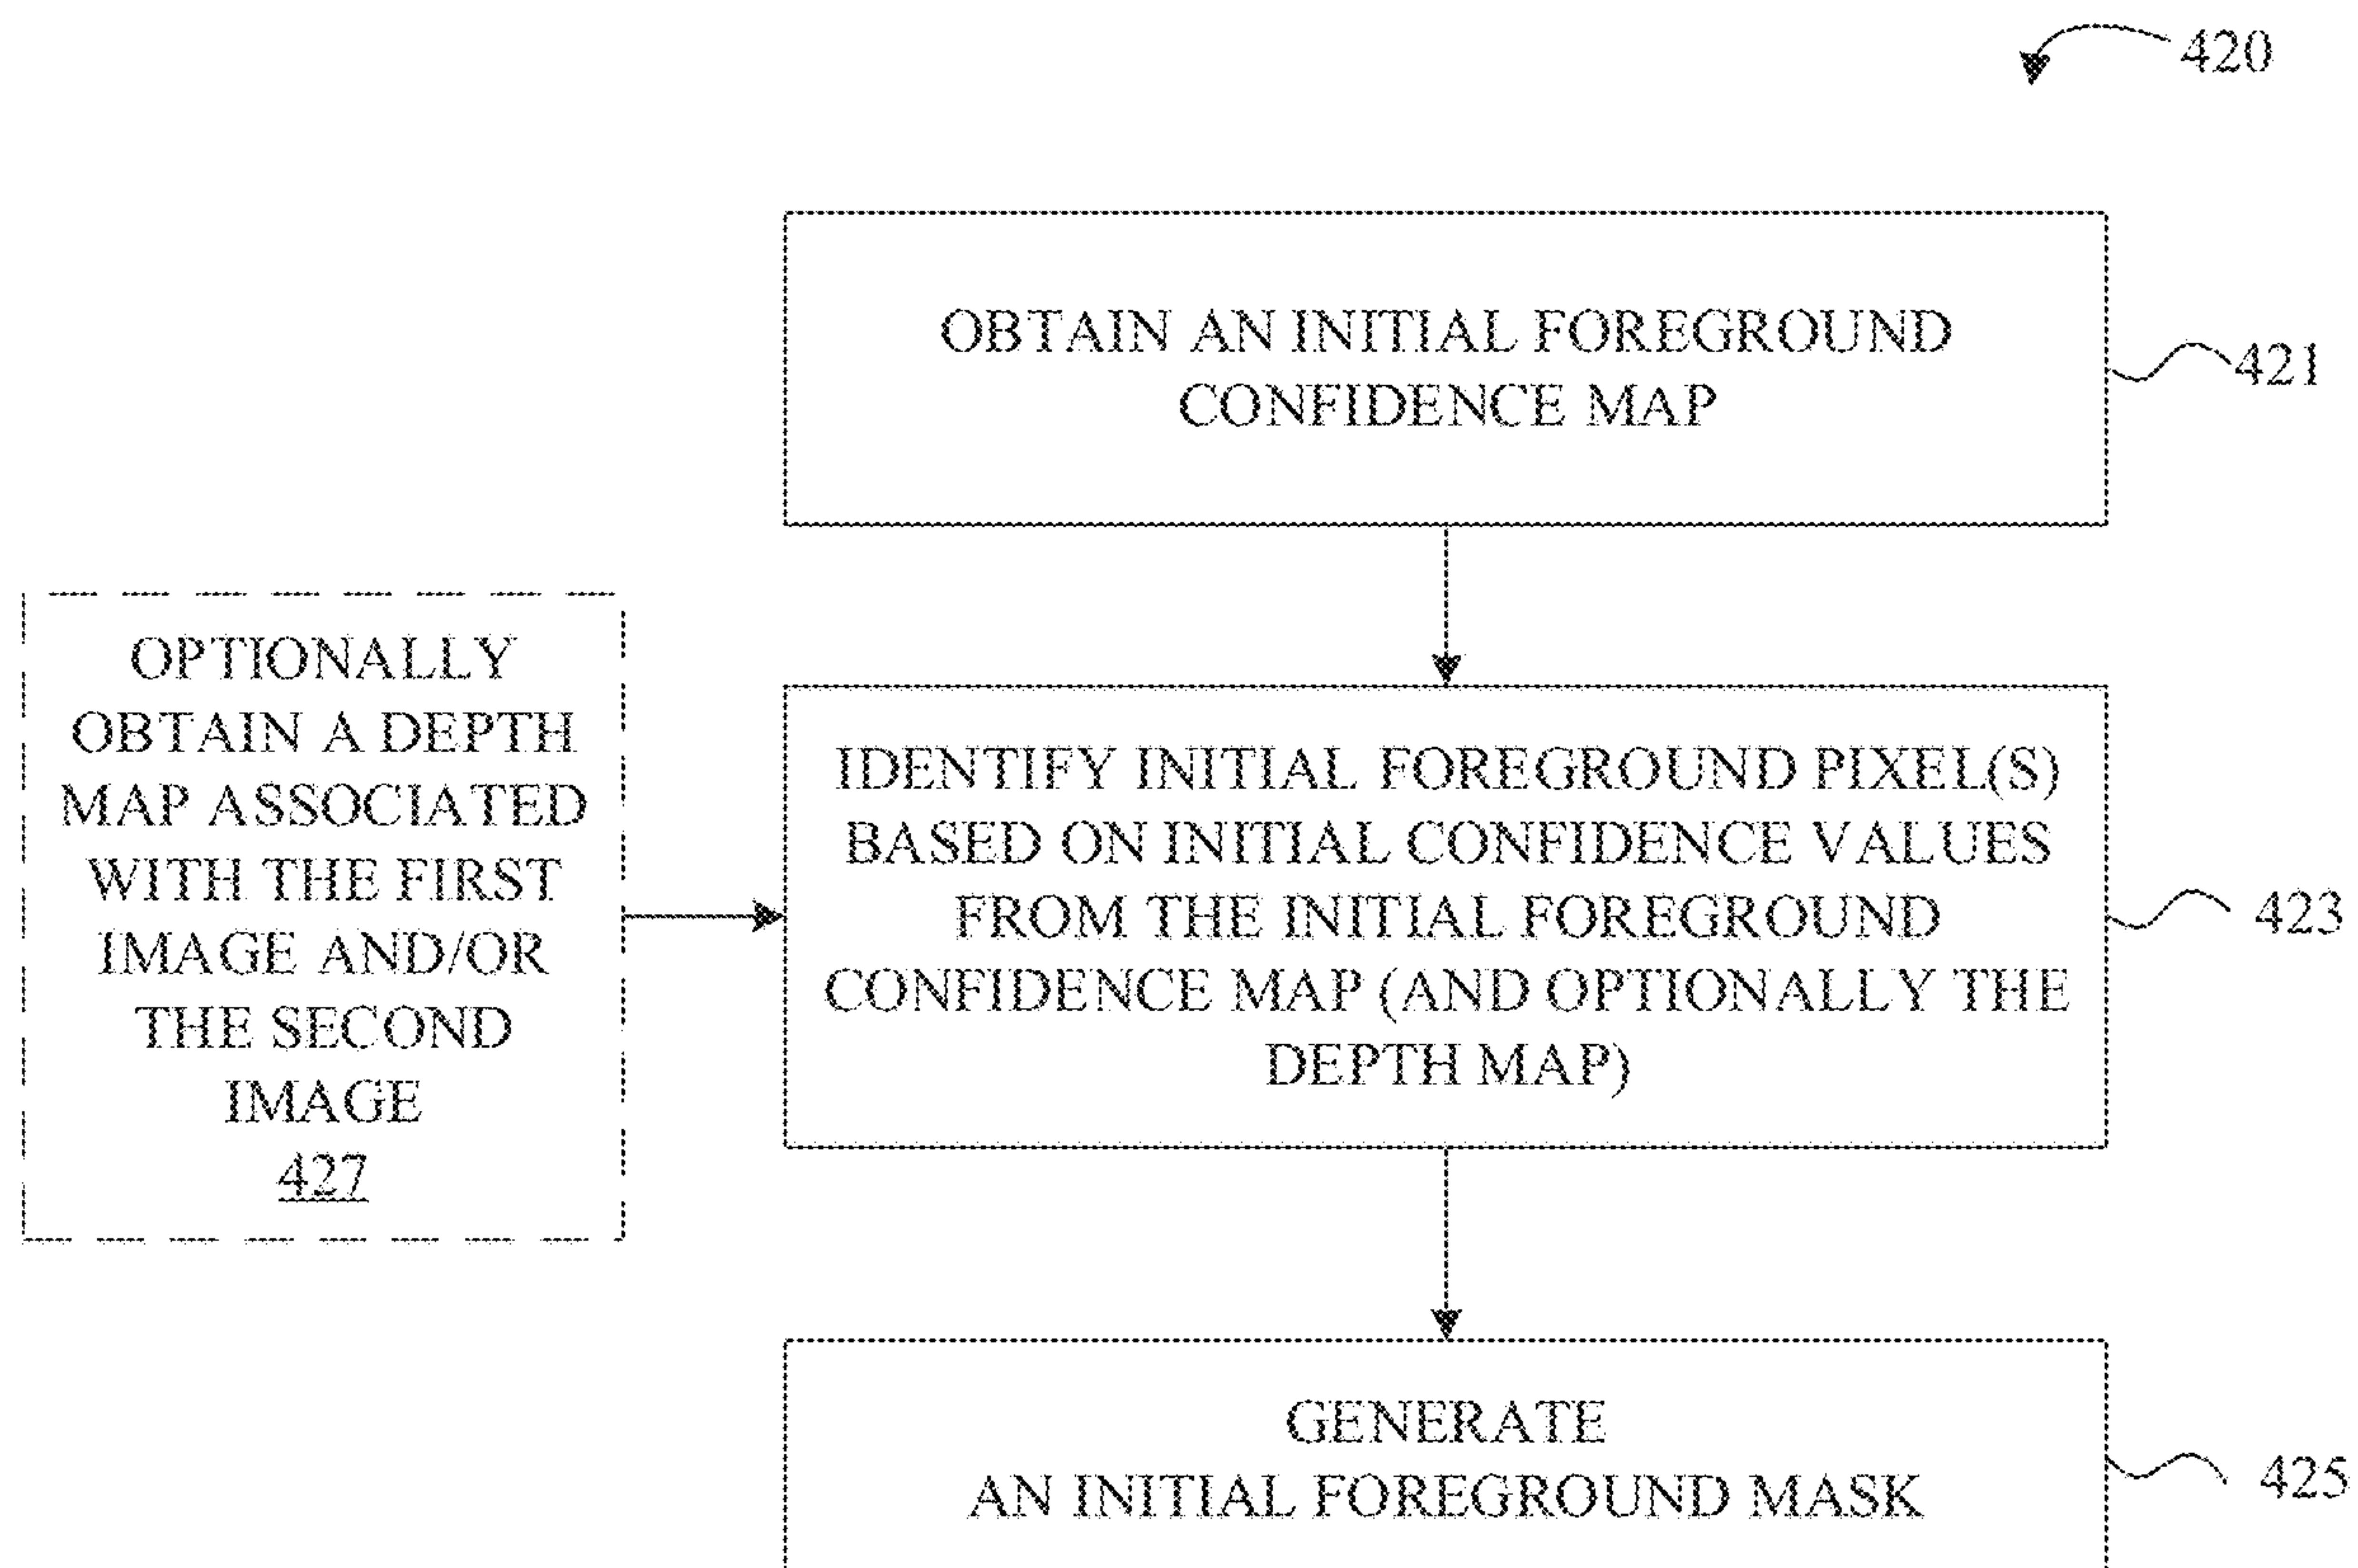 420
OBTAIN AN INITIAL FOREGROUND
CONFIDENCE MAP
421
OPTIONALLY
OBTAIN A DEPTH
MAP ASSOCIATED
WITH THE FIRST
IMAGE AND/OR
THE SECOND
IMAGE
427
IDENTIFY INITIAL FOREGROUND PIXEL(S)
BASED ON INITIAL CONFIDENCE VALUES
FROM THE INITIAL FOREGROUND
CONFIDENCE MAP (AND OPTIONALLY THE
DEPTH MAP)
423
GENERATE
AN INITIAL FOREGROUND MASK
425